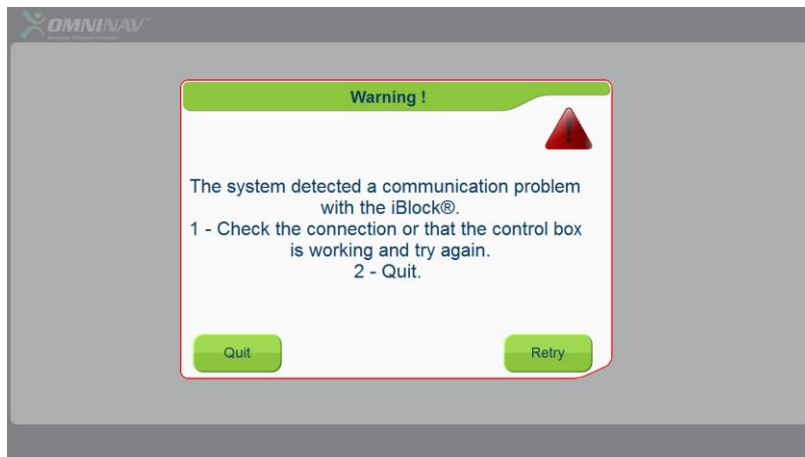 OMNINAV™
Warning !
The system detected a communication problem
with the iBlock®.
1 - Check the connection or that the control box
is working and try again.
2 - Quit.
Quit
Retry